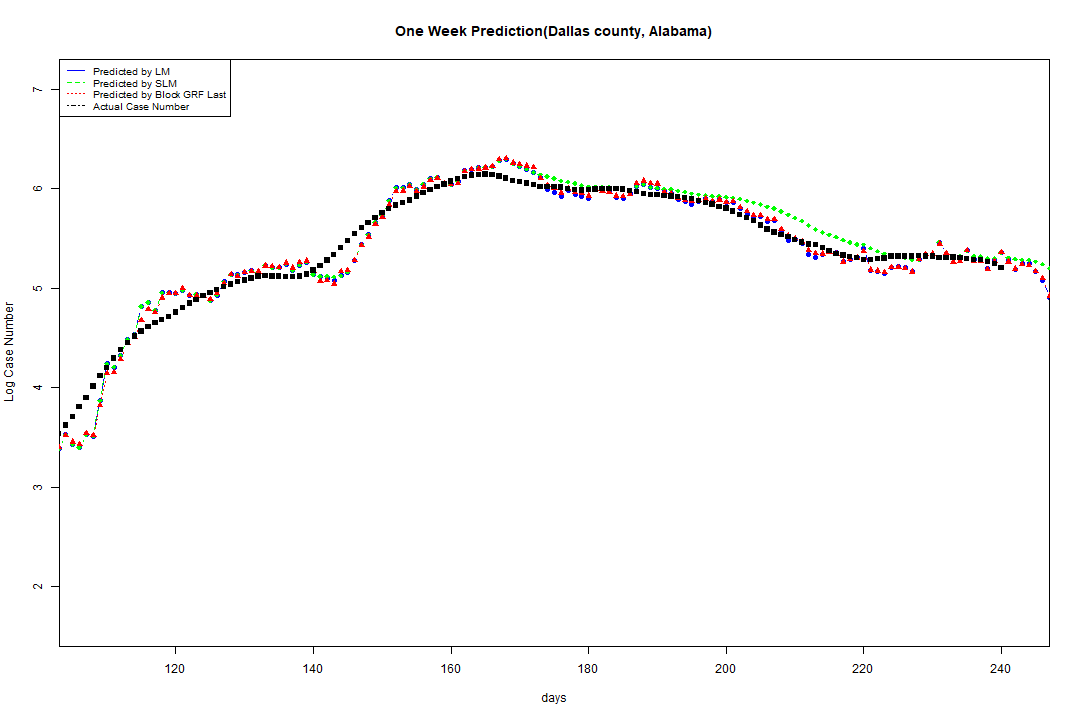 One Week Prediction(Dallas county, Alabama)
Predicted by LM
Predicted by SLM
Predicted by Block GRF Last
Actual Case Number
7
6
5
4
3
2
Log Case Number
120 140 160 180 200 220 240
days